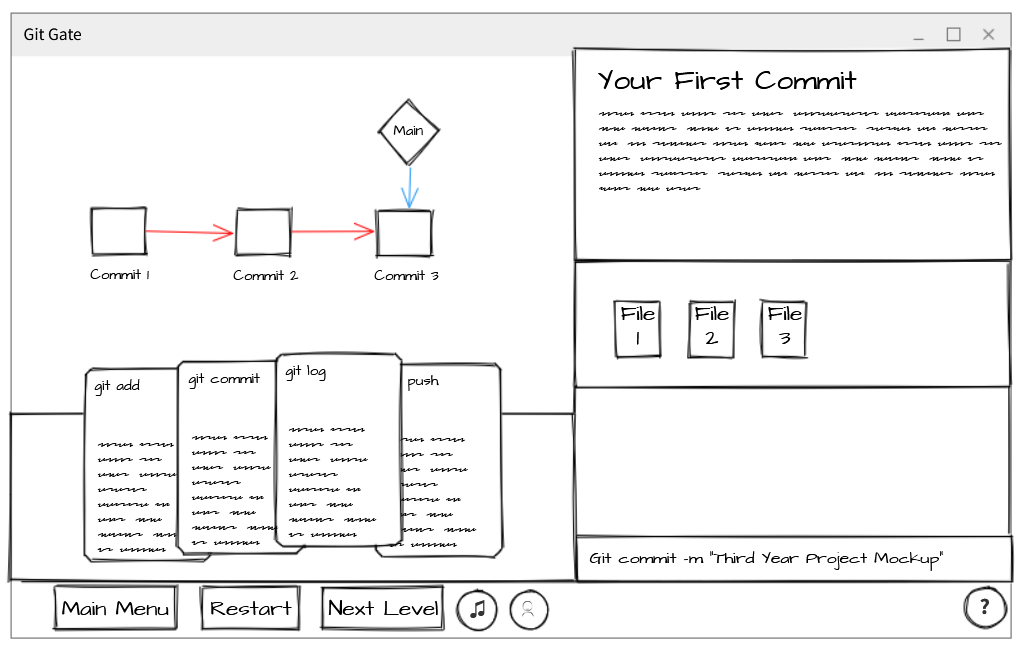 Git Gate
Your First Commit
Main
Commit 1
Commit 2
Commit 3
File
1
File
2
File
3
git add
git commit
git log
push
Git commit -m "Third Year Project Mockup"
Main Menu
Restart
Next Level
?